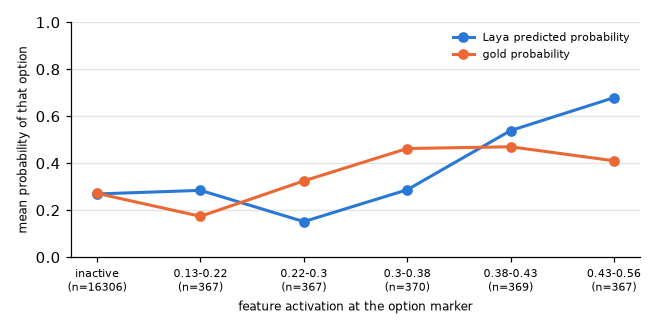 1.0
0.8
0.6
0.4
0.2
0.0
mean probability of that option
Laya predicted probability
gold probability
inactive 0.13-0.22 0.22-0.3 0.3-0.38 0.38-0.43 0.43-0.56
(n=16306) (n=367) (n=367) (n=370) (n=369) (n=367)
feature activation at the option marker